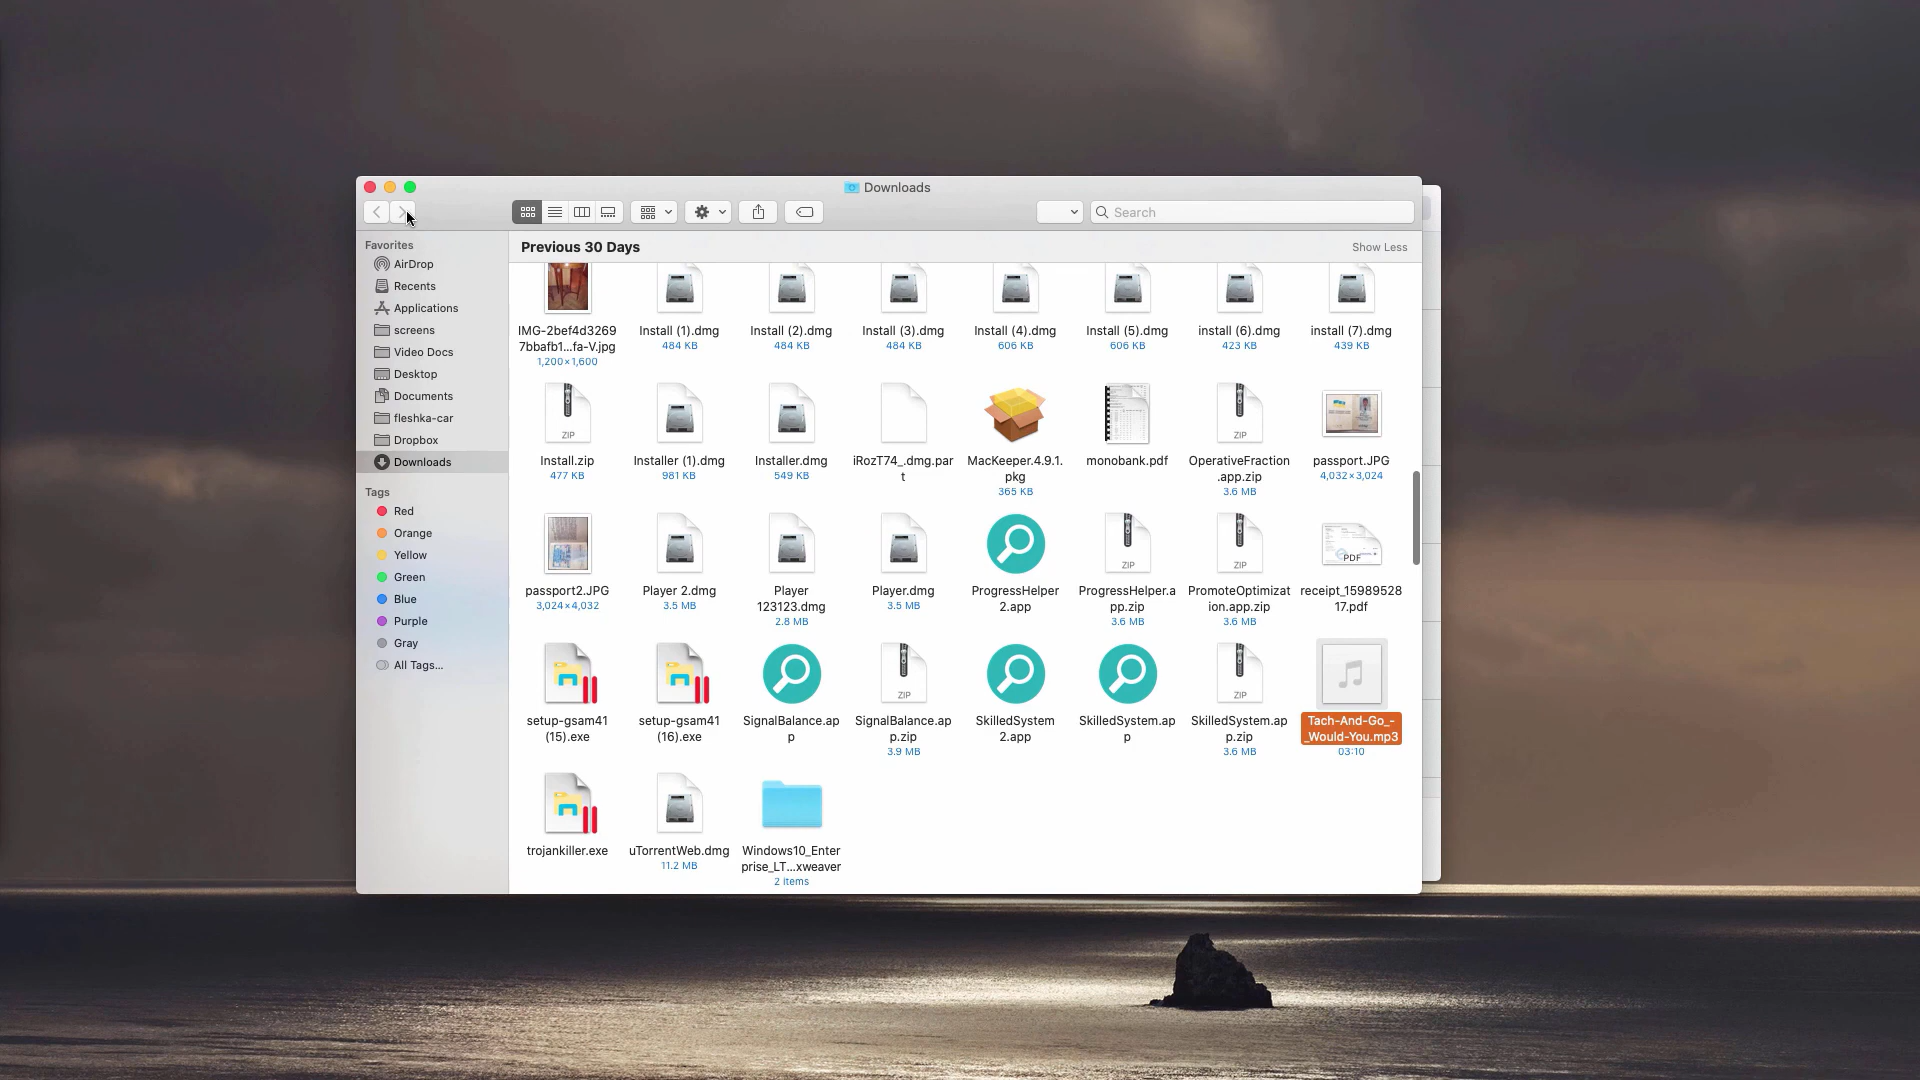 Downloads
Search
Favorites
AirDrop
Recents
Applications
screens
Video Docs
Desktop
Documents
fleshka-car
Dropbox
Downloads
Tags
Red
Orange
Yellow
Green
Blue
Purple
Gray
All Tags...
Previous 30 Days
Show Less
IMG-2bef4d3269
7bbafb1...fa-V.jpg
1,200×1,600
Install (1).dmg
484 KB
Install (2).dmg
484 KB
Install (3).dmg
484 KB
Install (4).dmg
606 KB
Install (5).dmg
606 KB
install (6).dmg
423 KB
install (7).dmg
439 KB
ZIP
Install.zip
477 KB
Installer (1).dmg
981 KB
Installer.dmg
549 KB
iRozT74_.dmg.par
t
MacKeeper.4.9.1.
pkg
365 KB
monobank.pdf
ZIP
OperativeFraction
.app.zip
3.6 MB
passport.JPG
4,032×3,024
passport2.JPG
3,024×4,032
Player 2.dmg
3.5 MB
Player
123123.dmg
2.8 MB
Player.dmg
3.5 MB
ProgressHelper
2.app
ZIP
ProgressHelper.a
pp.zip
3.6 MB
ZIP
PromoteOptimizat
ion.app.zip
3.6 MB
PDF
receipt_15989528
17.pdf
setup-gsam41
(15).exe
setup-gsam41
(16).exe
SignalBalance.ap
p
ZIP
SignalBalance.ap
p.zip
3.9 MB
SkilledSystem
2.app
SkilledSystem.ap
p
ZIP
SkilledSystem.ap
p.zip
3.6 MB
Tach-And-Go_-
_Would-You.mp3
03:10
trojankiller.exe
uTorrentWeb.dmg
11.2 MB
Windows10_Enter
prise_LT...xweaver
2 items